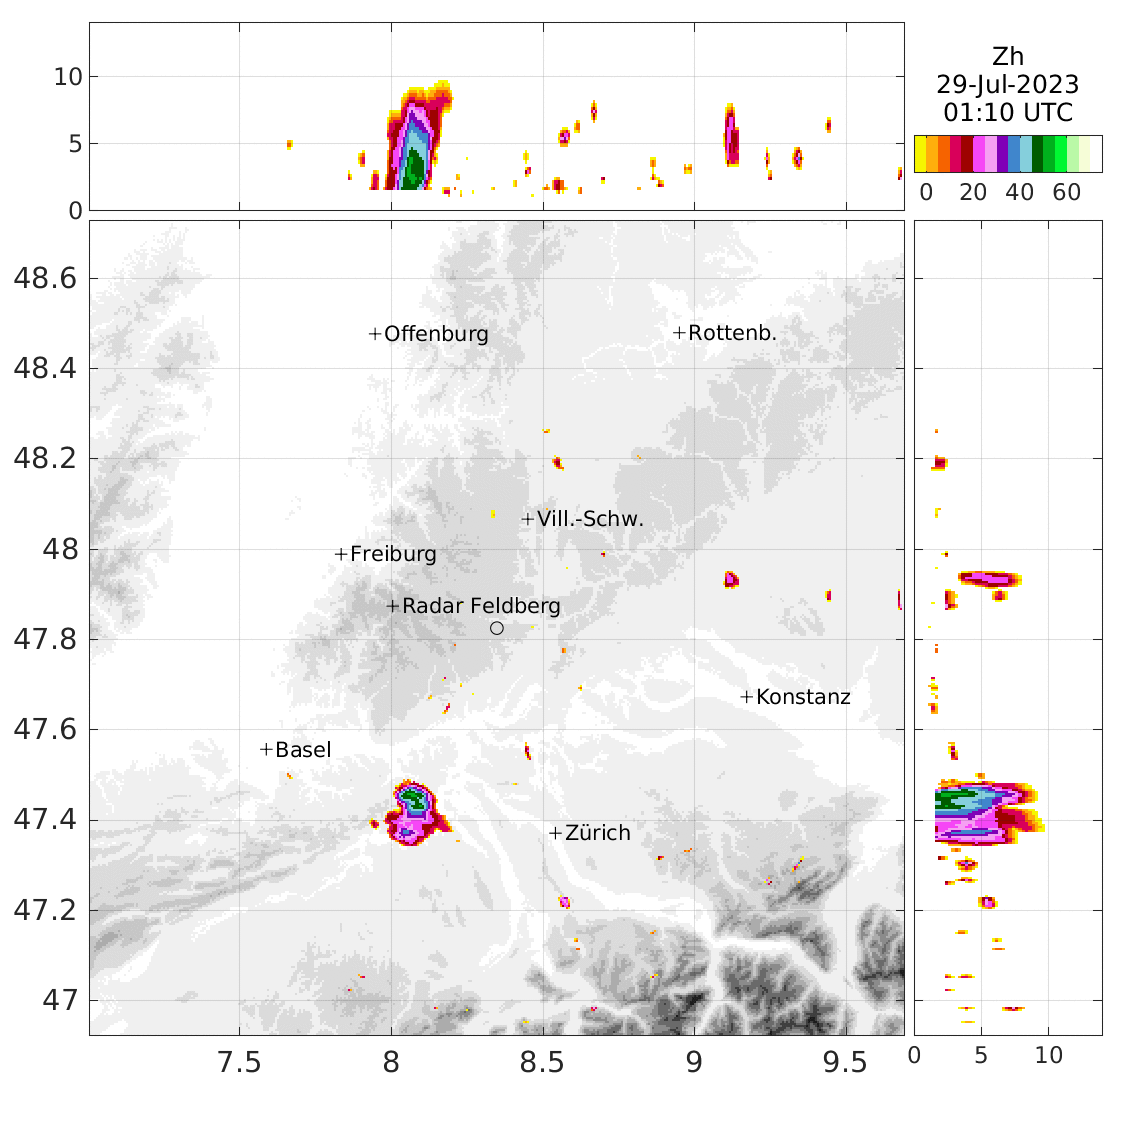 Zh
29-Jul-2023
01:10 UTC
0 20 40 60
10
5
0
48.6
48.4
48.2
48
47.8
47.6
47.4
47.2
47
+Offenburg
+Rottenb.
+Vill.-Schw.
+Freiburg
+Radar Feldberg
+Konstanz
+Basel
+Zürich
7.5 8 8.5 9 9.5
0 5 10